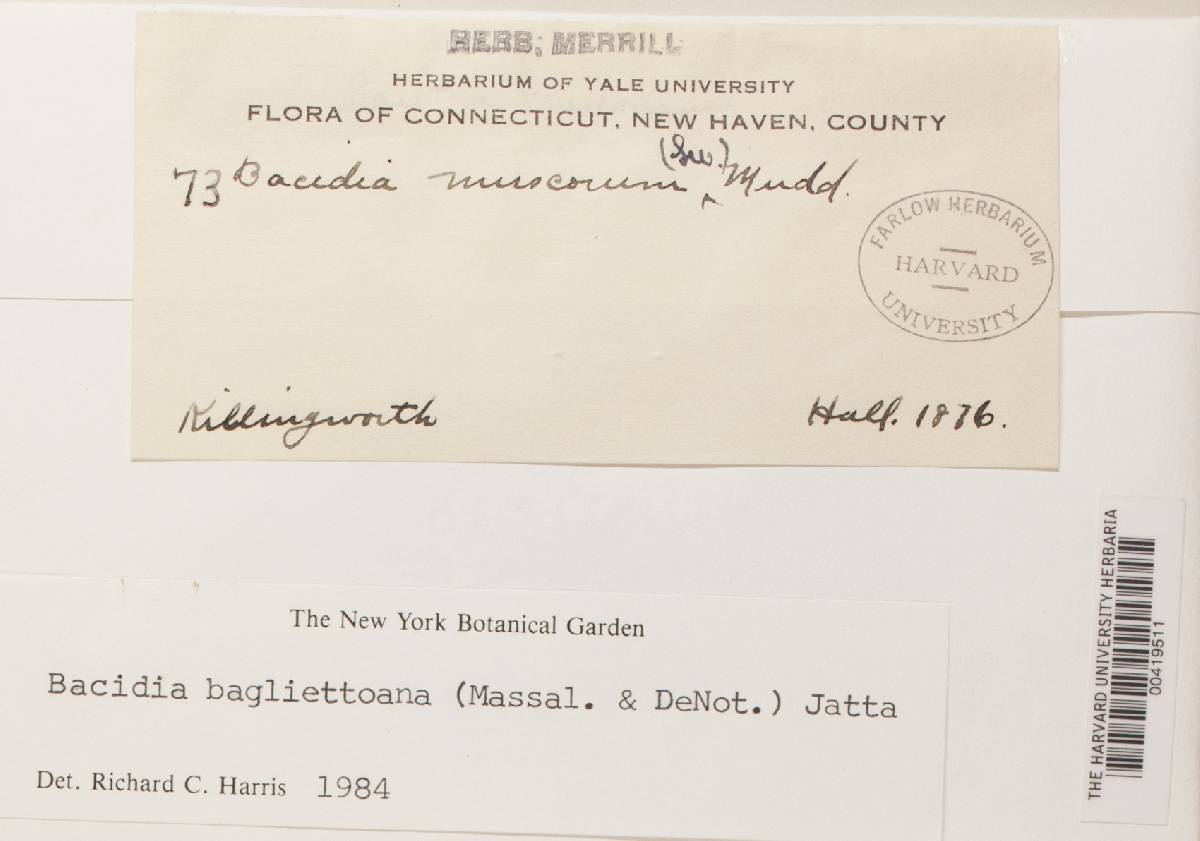 HERB; MERRILL
HERBARIUM OF YALE UNIVERSITY
FLORA OF CONNECTICUT, NEW HAVEN, COUNTY
73 Bacidia muscorum (Sw.) Mudd.
FARLOW HERBARIUM
HARVARD
UNIVERSITY
Killingworth
Hall. 1876.
The New York Botanical Garden
Bacidia bagliettoana (Massal. & DeNot.) Jatta
Det. Richard C. Harris 1984
THE HARVARD UNIVERSITY HERBARIA
00419511